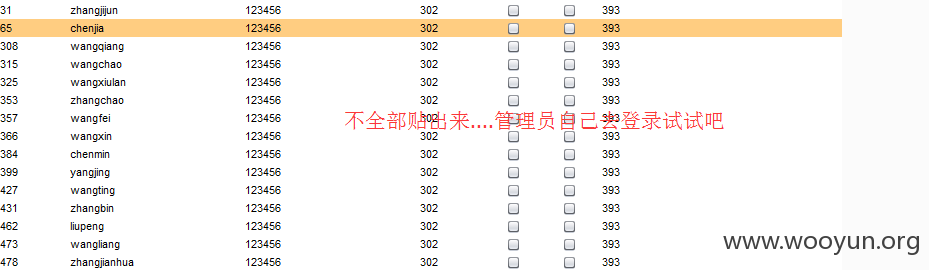 31 zhangjijun 123456 302 393
65 chenjia 123456 302 393
308 wangqiang 123456 302 393
315 wangchao 123456 302 393
325 wangxiulan 123456 302 393
353 zhangchao 123456 302 393
357 wangfei 123456 302 393
不全部贴出来....管理员自己去登录试试吧
366 wangxin 123456 302 393
384 chenmin 123456 302 393
399 yangjing 123456 302 393
427 wangting 123456 302 393
431 zhangbin 123456 302 393
462 liupeng 123456 302 393
473 wangliang 123456 302 393
478 zhangjianhua 123456 302 393
www.wooyun.org